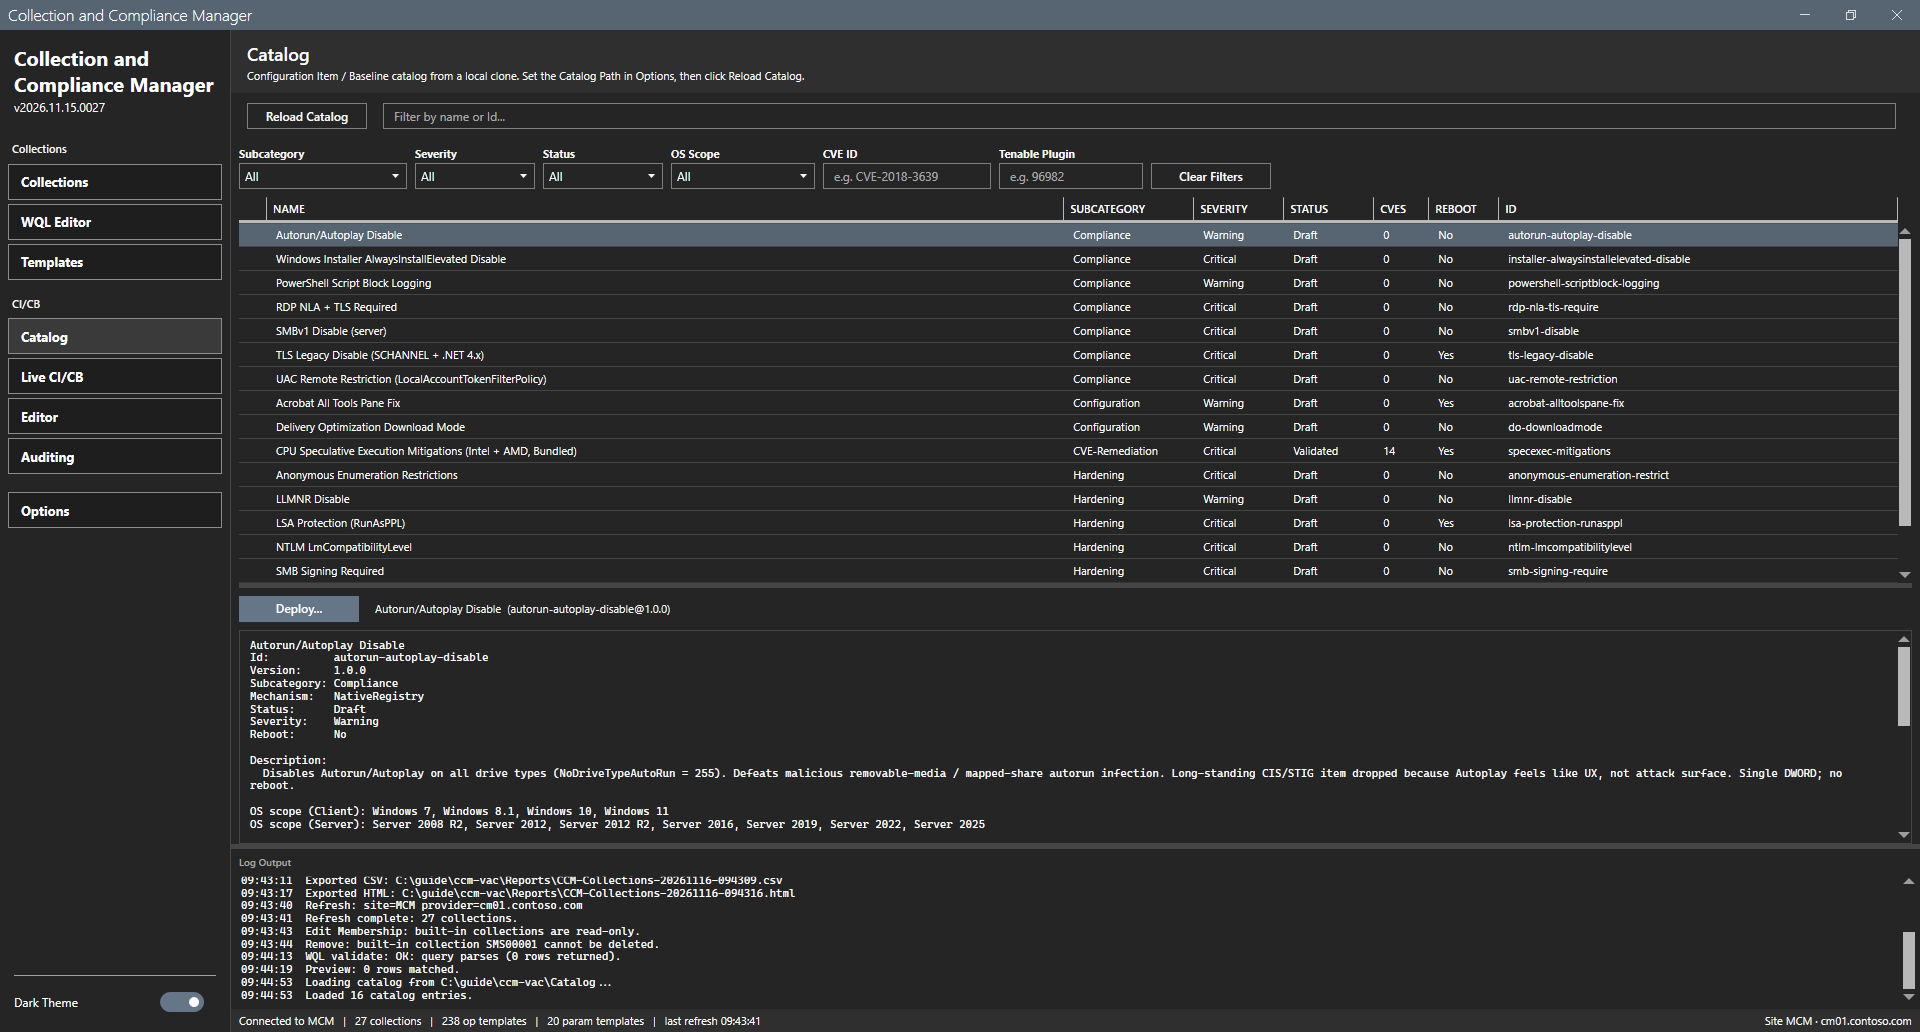 Collection and Compliance Manager
Collection and
Compliance Manager
v2026.11.15.0027
Collections
Collections
WQL Editor
Templates
CI/CB
Catalog
Live CI/CB
Editor
Auditing
Options
Dark Theme
Catalog
Configuration Item / Baseline catalog from a local clone. Set the Catalog Path in Options, then click Reload Catalog.
Reload Catalog Filter by name or Id...
Subcategory Severity Status OS Scope CVE ID Tenable Plugin
All All All All e.g. CVE-2018-3639 e.g. 96982 Clear Filters
NAME SUBCATEGORY SEVERITY STATUS CVES REBOOT ID
Autorun/Autoplay Disable Compliance Warning Draft 0 No autorun-autoplay-disable
Windows Installer AlwaysInstallElevated Disable Compliance Critical Draft 0 No installer-alwaysinstallelevated-disable
PowerShell Script Block Logging Compliance Warning Draft 0 No powershell-scriptblock-logging
RDP NLA + TLS Required Compliance Critical Draft 0 No rdp-nla-tls-require
SMBv1 Disable (server) Compliance Critical Draft 0 No smbv1-disable
TLS Legacy Disable (SCHANNEL + .NET 4.x) Compliance Critical Draft 0 Yes tls-legacy-disable
UAC Remote Restriction (LocalAccountTokenFilterPolicy) Compliance Critical Draft 0 No uac-remote-restriction
Acrobat All Tools Pane Fix Configuration Warning Draft 0 Yes acrobat-alltoolspane-fix
Delivery Optimization Download Mode Configuration Warning Draft 0 No do-downloadmode
CPU Speculative Execution Mitigations (Intel + AMD, Bundled) CVE-Remediation Critical Validated 14 Yes specexec-mitigations
Anonymous Enumeration Restrictions Hardening Critical Draft 0 No anonymous-enumeration-restrict
LLMNR Disable Hardening Warning Draft 0 No llmnr-disable
LSA Protection (RunAsPPL) Hardening Critical Draft 0 Yes lsa-protection-runasppl
NTLM LmCompatibilityLevel Hardening Critical Draft 0 No ntlm-lmcompatibilitylevel
SMB Signing Required Hardening Critical Draft 0 No smb-signing-require
Deploy... Autorun/Autoplay Disable (autorun-autoplay-disable@1.0.0)
Autorun/Autoplay Disable
Id: autorun-autoplay-disable
Version: 1.0.0
Subcategory: Compliance
Mechanism: NativeRegistry
Status: Draft
Severity: Warning
Reboot: No
Description:
Disables Autorun/Autoplay on all drive types (NoDriveTypeAutoRun = 255). Defeats malicious removable-media / mapped-share autorun infection. Long-standing CIS/STIG item dropped because Autoplay feels like UX, not attack surface. Single DWORD; no
reboot.
OS scope (Client): Windows 7, Windows 8.1, Windows 10, Windows 11
OS scope (Server): Server 2008 R2, Server 2012, Server 2012 R2, Server 2016, Server 2019, Server 2022, Server 2025
Log Output
09:43:11 Exported CSV: C:\guide\ccm-vac\Reports\CCM-Collections-20261116-094309.csv
09:43:17 Exported HTML: C:\guide\ccm-vac\Reports\CCM-Collections-20261116-094316.html
09:43:40 Refresh: site=MCM provider=cm01.contoso.com
09:43:41 Refresh complete: 27 collections.
09:43:43 Edit Membership: built-in collections are read-only.
09:43:44 Remove: built-in collection SMS00001 cannot be deleted.
09:44:13 WQL validate: OK: query parses (0 rows returned).
09:44:19 Preview: 0 rows matched.
09:44:53 Loading catalog from C:\guide\ccm-vac\Catalog...
09:44:53 Loaded 16 catalog entries.
Connected to MCM | 27 collections | 238 op templates | 20 param templates | last refresh 09:43:41 Site MCM · cm01.contoso.com